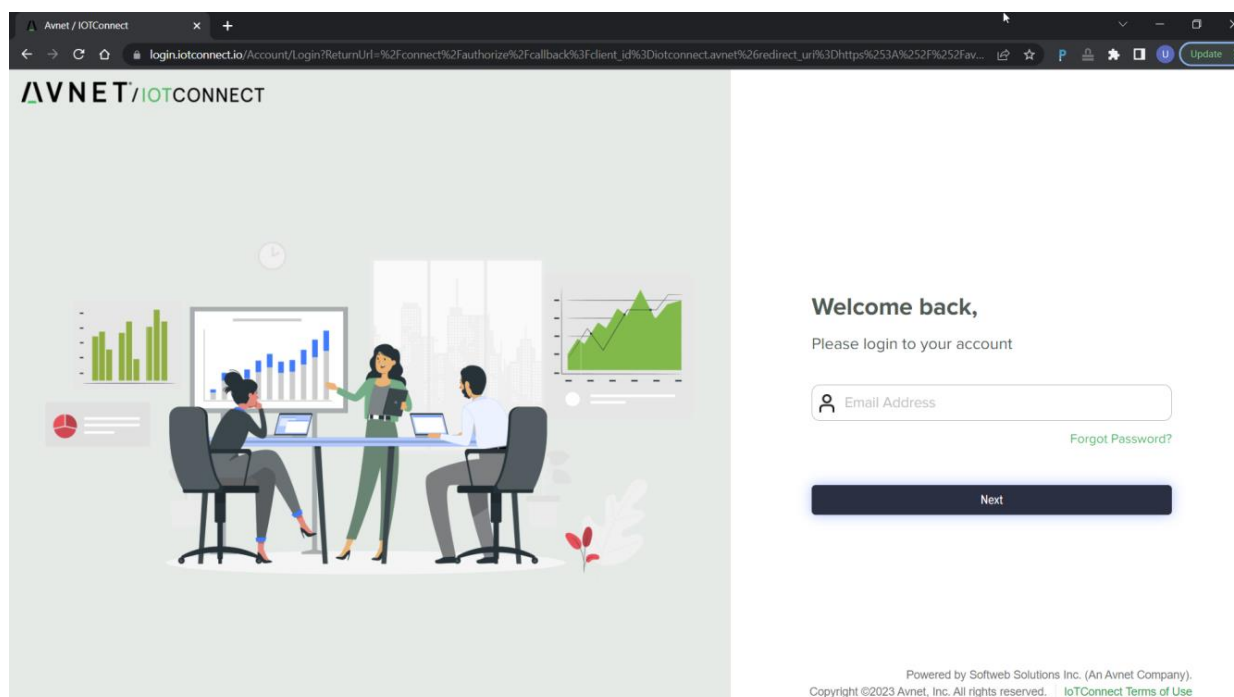 Avnet / IOTConnect
login.iotconnect.io/Account/Login?ReturnUrl=%2Fconnect%2Fauthorize%2Fcallback%3Fclient_id%3Diotconnect.avnet%26redirect_uri%3Dhttps%253A%252F%252Fav...
P
U
Update
AVNET/IOTCONNECT
Welcome back,
Please login to your account
Email Address
Forgot Password?
Next
Powered by Softweb Solutions Inc. (An Avnet Company).
Copyright ©2023 Avnet, Inc. All rights reserved. IoTConnect Terms of Use